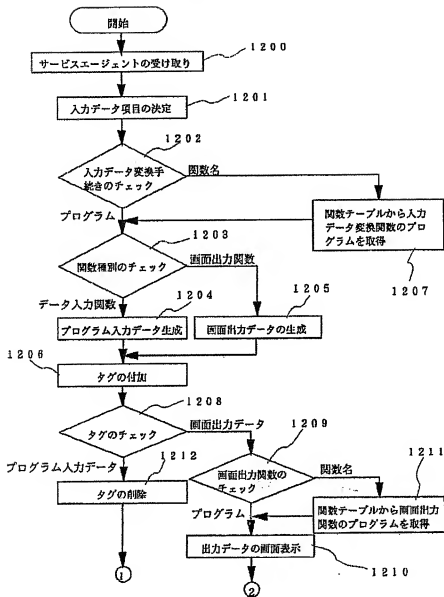 開始
1200
サービスエージェントの受け取り
1201
入力データ項目の決定
1202
入力データ変換手
続合のチェック
関数名
プログラム
関数テーブルから入力
データ変換関数のプロ
グラムを取得
1207
1203
関数種別のチェック
画面出力関数
データ入力関数
1204
1205
プログラム入力データ生成
画面出力データの生成
1206
タグの付加
1208
タグのチェック
画面出力データ
1209
プログラム入力データ
1212
画面出力関数の
チェック
関数名
1211
タグの削除
プログラム
関数テーブルから画面出力
関数のプログラムを取得
出力データの画面表示
1210
1
2